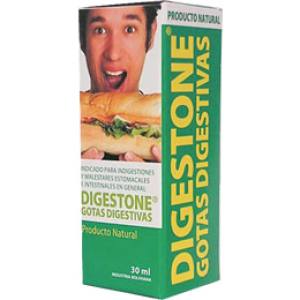 PRODUCTO NATURAL
INDICADO PARA INDIGESTIONES
Y MALESTARES ESTOMACALES
E INTESTINALES EN GENERAL
DIGESTONE®
GOTAS DIGESTIVAS
Producto Natural
30 ml
INDUSTRIA BOLIVIANA
DIGESTONE®
GOTAS DIGESTIVAS